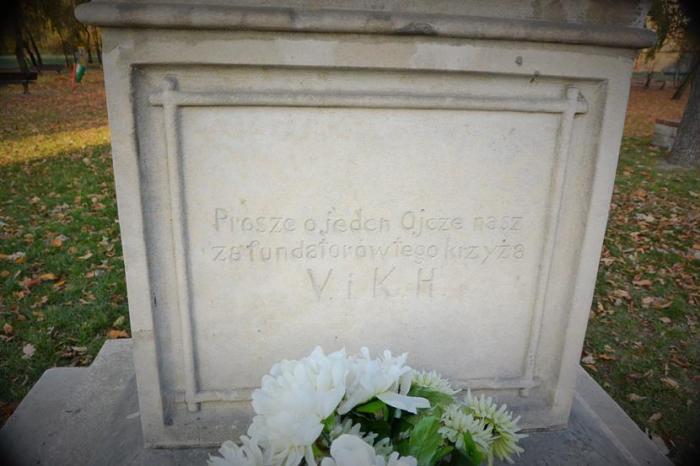 Prosze o jeden Ojcze nasz
za fundatorów tego krzyża
V. i K. H.